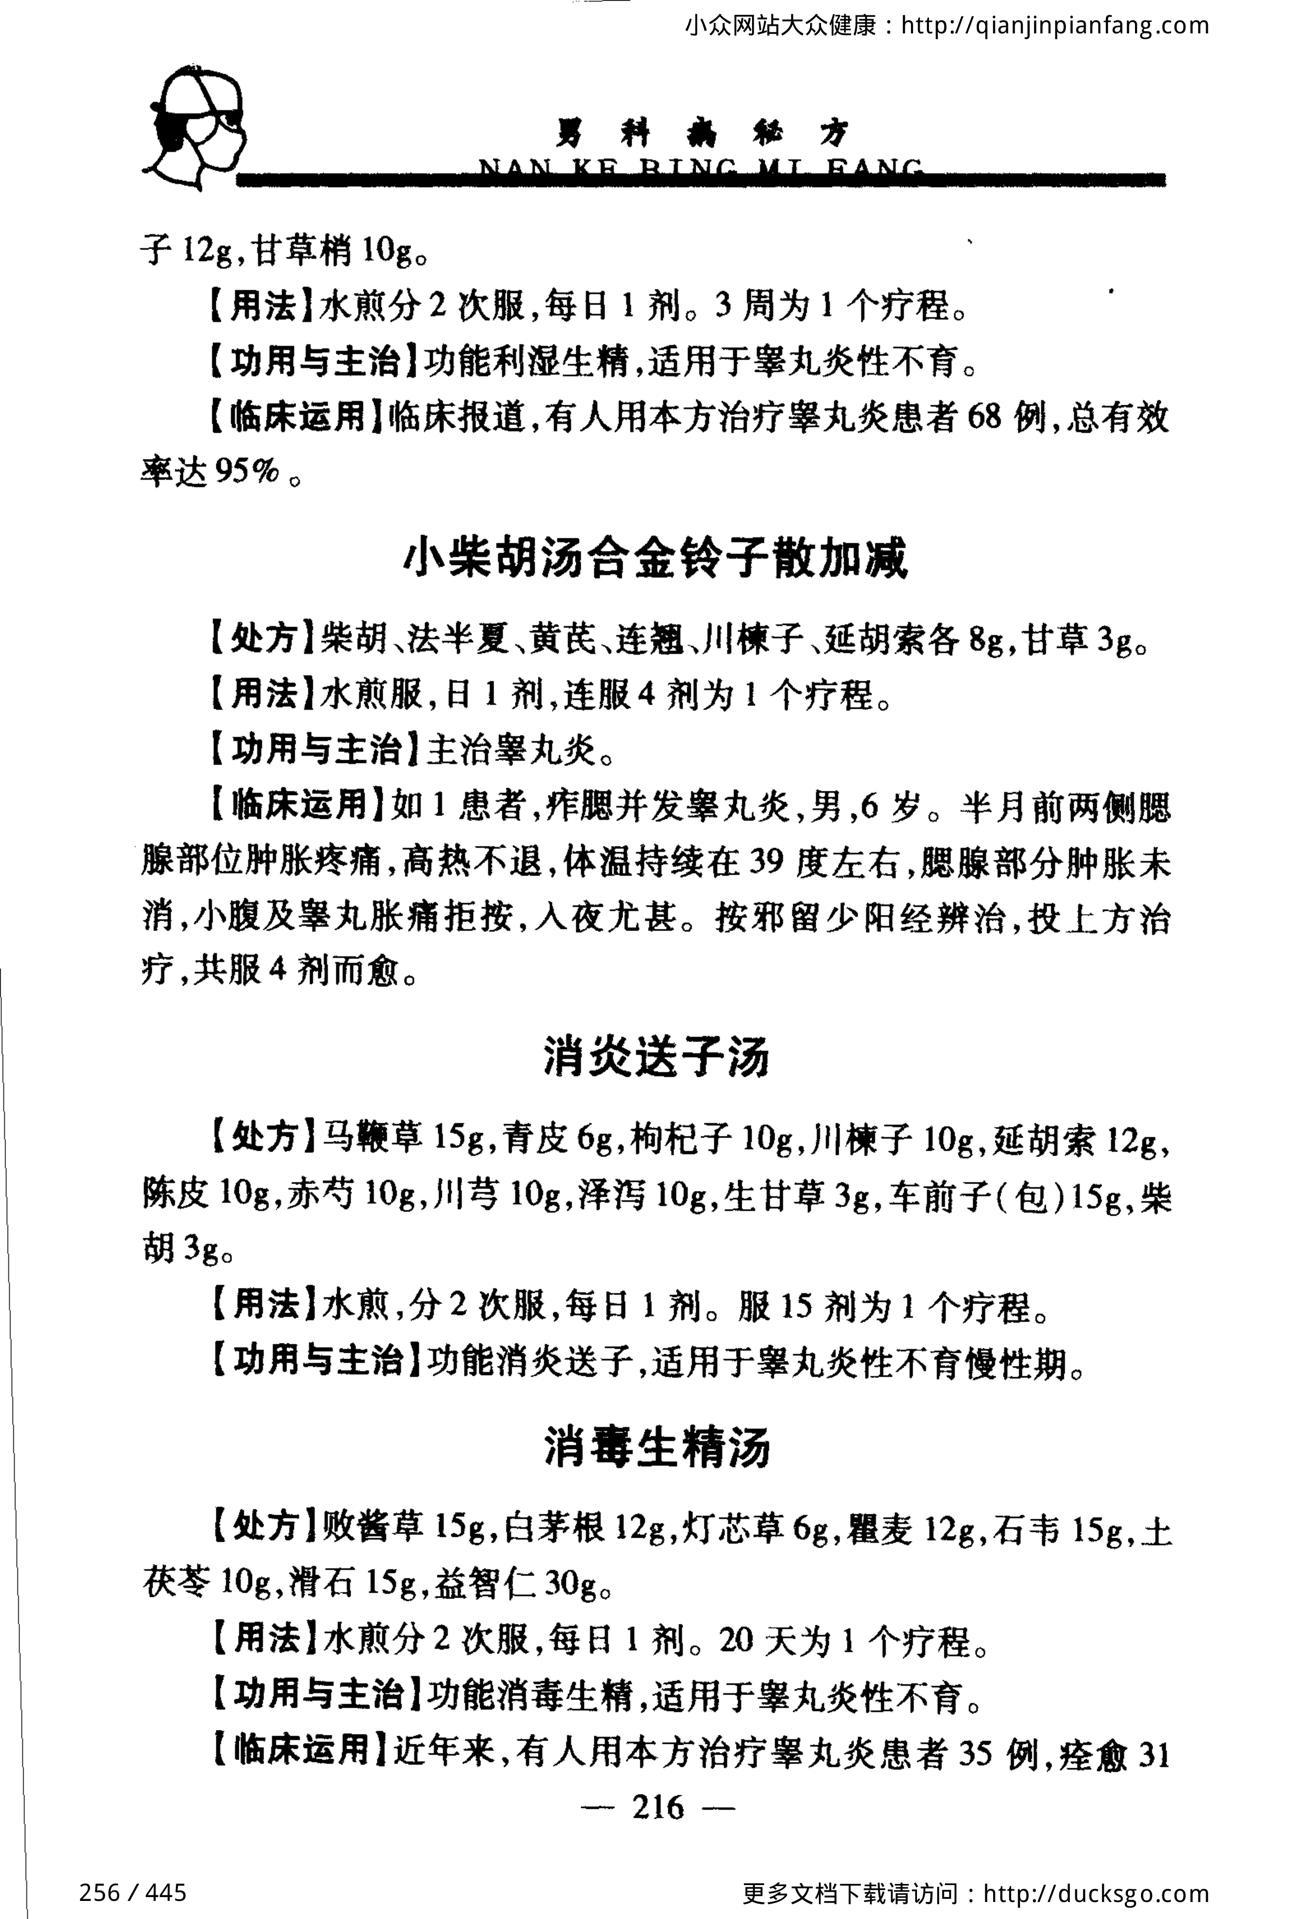 小众网站大众健康：http://qianjinpianfang.com
男科病秘方
NAN KE BING MI FANG
子 12g,甘草梢 10g。
【用法】水煎分 2 次服,每日 1 剂。3 周为 1 个疗程。
【功用与主治】功能利湿生精,适用于睾丸炎性不育。
【临床运用】临床报道,有人用本方治疗睾丸炎患者 68 例,总有效
率达 95%。
小柴胡汤合金铃子散加减
【处方】柴胡、法半夏、黄芪、连翘、川楝子、延胡索各 8g,甘草 3g。
【用法】水煎服,日 1 剂,连服 4 剂为 1 个疗程。
【功用与主治】主治睾丸炎。
【临床运用】如 1 患者,痄腮并发睾丸炎,男,6 岁。半月前两侧腮
腺部位肿胀疼痛,高热不退,体温持续在 39 度左右,腮腺部分肿胀未
消,小腹及睾丸胀痛拒按,入夜尤甚。按邪留少阳经辨治,投上方治
疗,共服 4 剂而愈。
消炎送子汤
【处方】马鞭草 15g,青皮 6g,枸杞子 10g,川楝子 10g,延胡索 12g,
陈皮 10g,赤芍 10g,川芎 10g,泽泻 10g,生甘草 3g,车前子(包)15g,柴
胡 3g。
【用法】水煎,分 2 次服,每日 1 剂。服 15 剂为 1 个疗程。
【功用与主治】功能消炎送子,适用于睾丸炎性不育慢性期。
消毒生精汤
【处方】败酱草 15g,白茅根 12g,灯芯草 6g,瞿麦 12g,石韦 15g,土
茯苓 10g,滑石 15g,益智仁 30g。
【用法】水煎分 2 次服,每日 1 剂。20 天为 1 个疗程。
【功用与主治】功能消毒生精,适用于睾丸炎性不育。
【临床运用】近年来,有人用本方治疗睾丸炎患者 35 例,痊愈 31
— 216 —
256 / 445
更多文档下载请访问：http://ducksgo.com